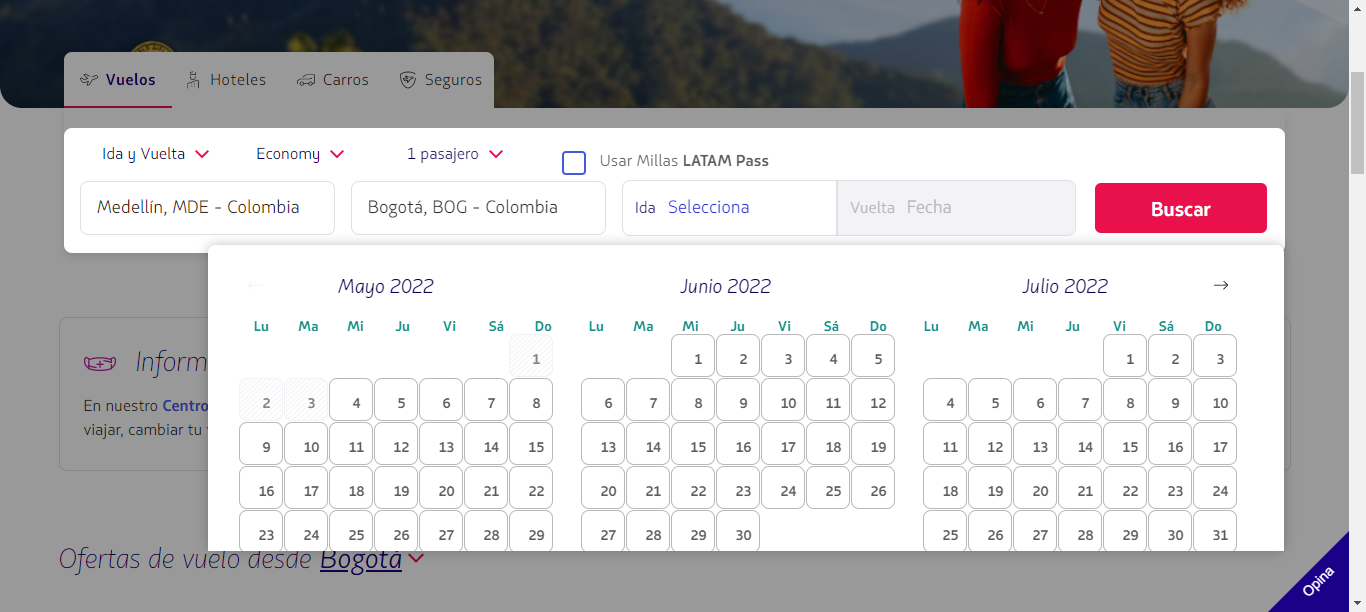 Vuelos Hoteles Carros Seguros
Ida y Vuelta Economy 1 pasajero Usar Millas LATAM Pass
Medellín, MDE - Colombia Bogotá, BOG - Colombia Ida Selecciona Vuelta Fecha Buscar
Mayo 2022 Junio 2022 Julio 2022
Lu Ma Mi Ju Vi Sá Do Lu Ma Mi Ju Vi Sá Do Lu Ma Mi Ju Vi Sá Do
1 1 2 3 4 5 1 2 3
Inform
2 3 4 5 6 7 8 6 7 8 9 10 11 12 4 5 6 7 8 9 10
En nuestro Centro
viajar, cambiar tu
9 10 11 12 13 14 15 13 14 15 16 17 18 19 11 12 13 14 15 16 17
16 17 18 19 20 21 22 20 21 22 23 24 25 26 18 19 20 21 22 23 24
23 24 25 26 27 28 29 27 28 29 30 25 26 27 28 29 30 31
Ofertas de vuelo desde Bogotá
Opina